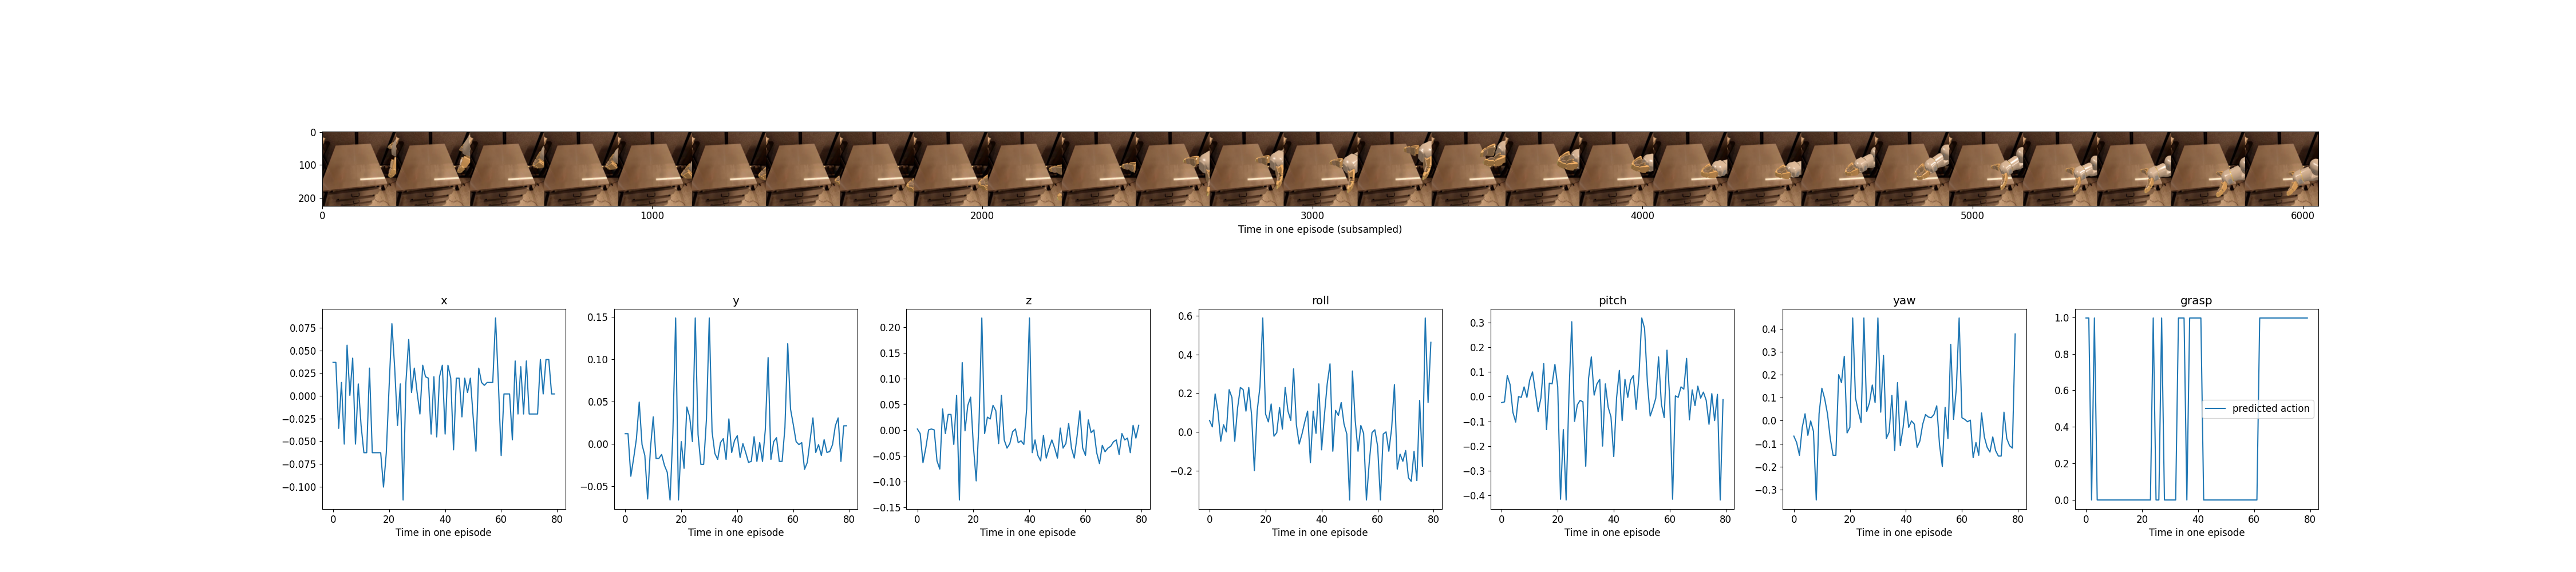 0
100
200
0 1000 2000 3000 4000 5000 6000
Time in one episode (subsampled)
x
0.075
0.050
0.025
0.000
−0.025
−0.050
−0.075
−0.100
0 20 40 60 80
Time in one episode
y
0.15
0.10
0.05
0.00
−0.05
0 20 40 60 80
Time in one episode
z
0.20
0.15
0.10
0.05
0.00
−0.05
−0.10
−0.15
0 20 40 60 80
Time in one episode
roll
0.6
0.4
0.2
0.0
−0.2
0 20 40 60 80
Time in one episode
pitch
0.3
0.2
0.1
0.0
−0.1
−0.2
−0.3
−0.4
0 20 40 60 80
Time in one episode
yaw
0.4
0.3
0.2
0.1
0.0
−0.1
−0.2
−0.3
0 20 40 60 80
Time in one episode
grasp
1.0
0.8
0.6
0.4
0.2
0.0
predicted action
0 20 40 60 80
Time in one episode